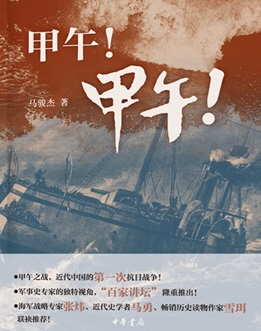 甲午！
马骏杰 著
甲午！
●甲午之战，近代中国的第一次抗日战争！
●军事史专家的独特视角，“百家讲坛”隆重推出！
●海军战略专家张炜、近代史学者马勇、畅销历史读物作家雪珥
联袂推荐！
中華書局